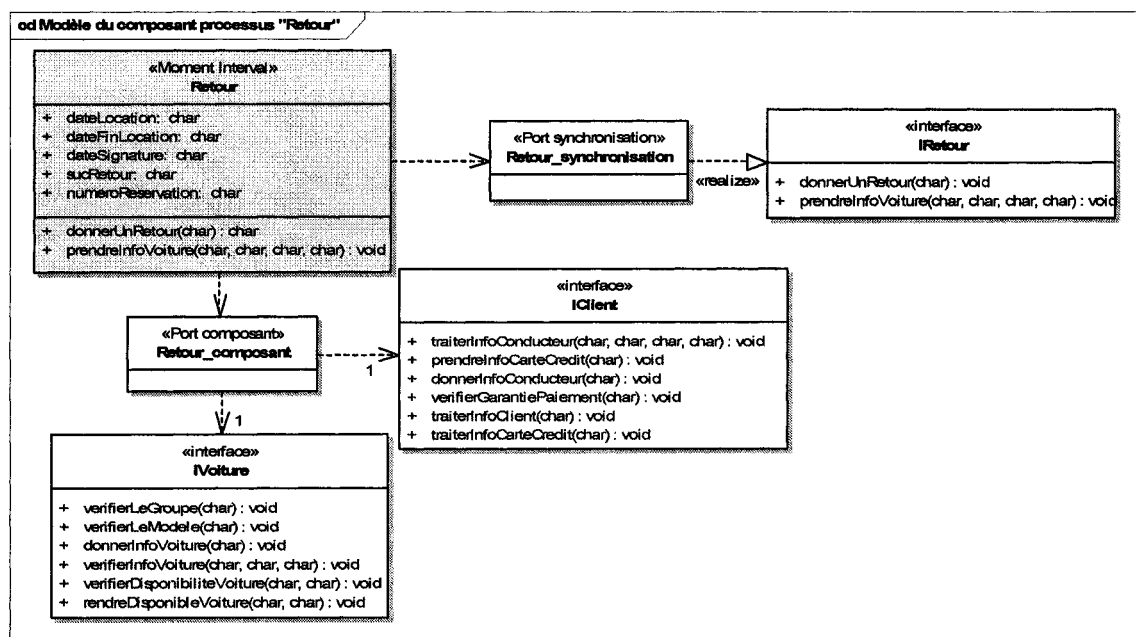 cd Modèle du composant processus "Retour"
«Moment Interval»
Retour
+ dateLocation: char
+ dateFinLocation: char
+ dateSignature: char
+ sucRetour: char
+ numeroReservation: char
+ donnerUnRetour(char) : char
+ prendreInfoVoiture(char, char, char, char) : void
«Port synchronisation»
Retour_synchronisation
«realize»
«interface»
IRetour
+ donnerUnRetour(char) : void
+ prendreInfoVoiture(char, char, char, char) : void
«Port composant»
Retour_composant
1
1
«interface»
IClient
+ traiterInfoConducteur(char, char, char, char) : void
+ prendreInfoCarteCredit(char) : void
+ donnerInfoConducteur(char) : void
+ verifierGarantiePaiement(char) : void
+ traiterInfoClient(char) : void
+ traiterInfoCarteCredit(char) : void
«interface»
IVoiture
+ verifierLeGroupe(char) : void
+ verifierLeModele(char) : void
+ donnerInfoVoiture(char) : void
+ verifierInfoVoiture(char, char, char) : void
+ verifierDisponibiliteVoiture(char, char) : void
+ rendreDisponibleVoiture(char, char) : void